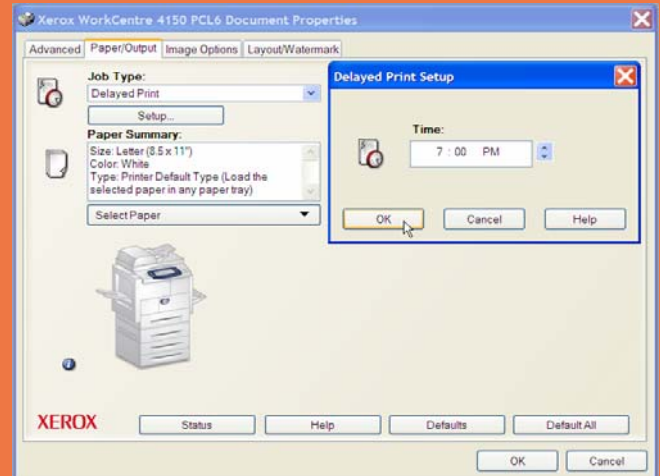 Xerox WorkCentre 4150 PCL6 Document Properties
Advanced Paper/Output Image Options Layout/Watermark
Job Type:
Delayed Print
Setup...
Paper Summary:
Size: Letter (8.5 x 11")
Color: White
Type: Printer Default Type (Load the
selected paper in any paper tray)
Select Paper
Delayed Print Setup
Time:
7 : 00 PM
OK Cancel Help
XEROX Status Help Defaults Default All
OK Cancel